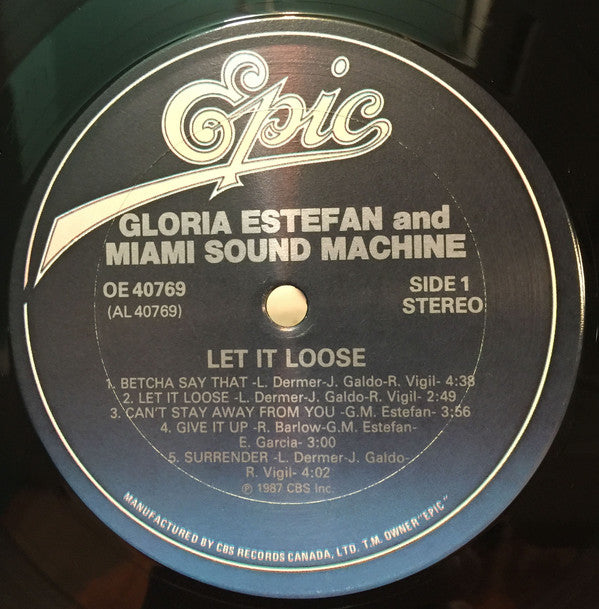 Epic
GLORIA ESTEFAN and
MIAMI SOUND MACHINE
OE 40769
(AL 40769)
SIDE 1
STEREO
LET IT LOOSE
1. BETCHA SAY THAT -L. Dermer-J. Galdo-R. Vigil- 4:38
2. LET IT LOOSE -L. Dermer-J. Galdo-R. Vigil- 2:49
3. CAN'T STAY AWAY FROM YOU -G.M. Estefan- 3:56
4. GIVE IT UP -R. Barlow-G.M. Estefan-
E. Garcia- 3:00
5. SURRENDER -L. Dermer-J. Galdo-
R. Vigil- 4:02
℗ 1987 CBS Inc.
MANUFACTURED BY CBS RECORDS CANADA, LTD. T.M. OWNER "EPIC"